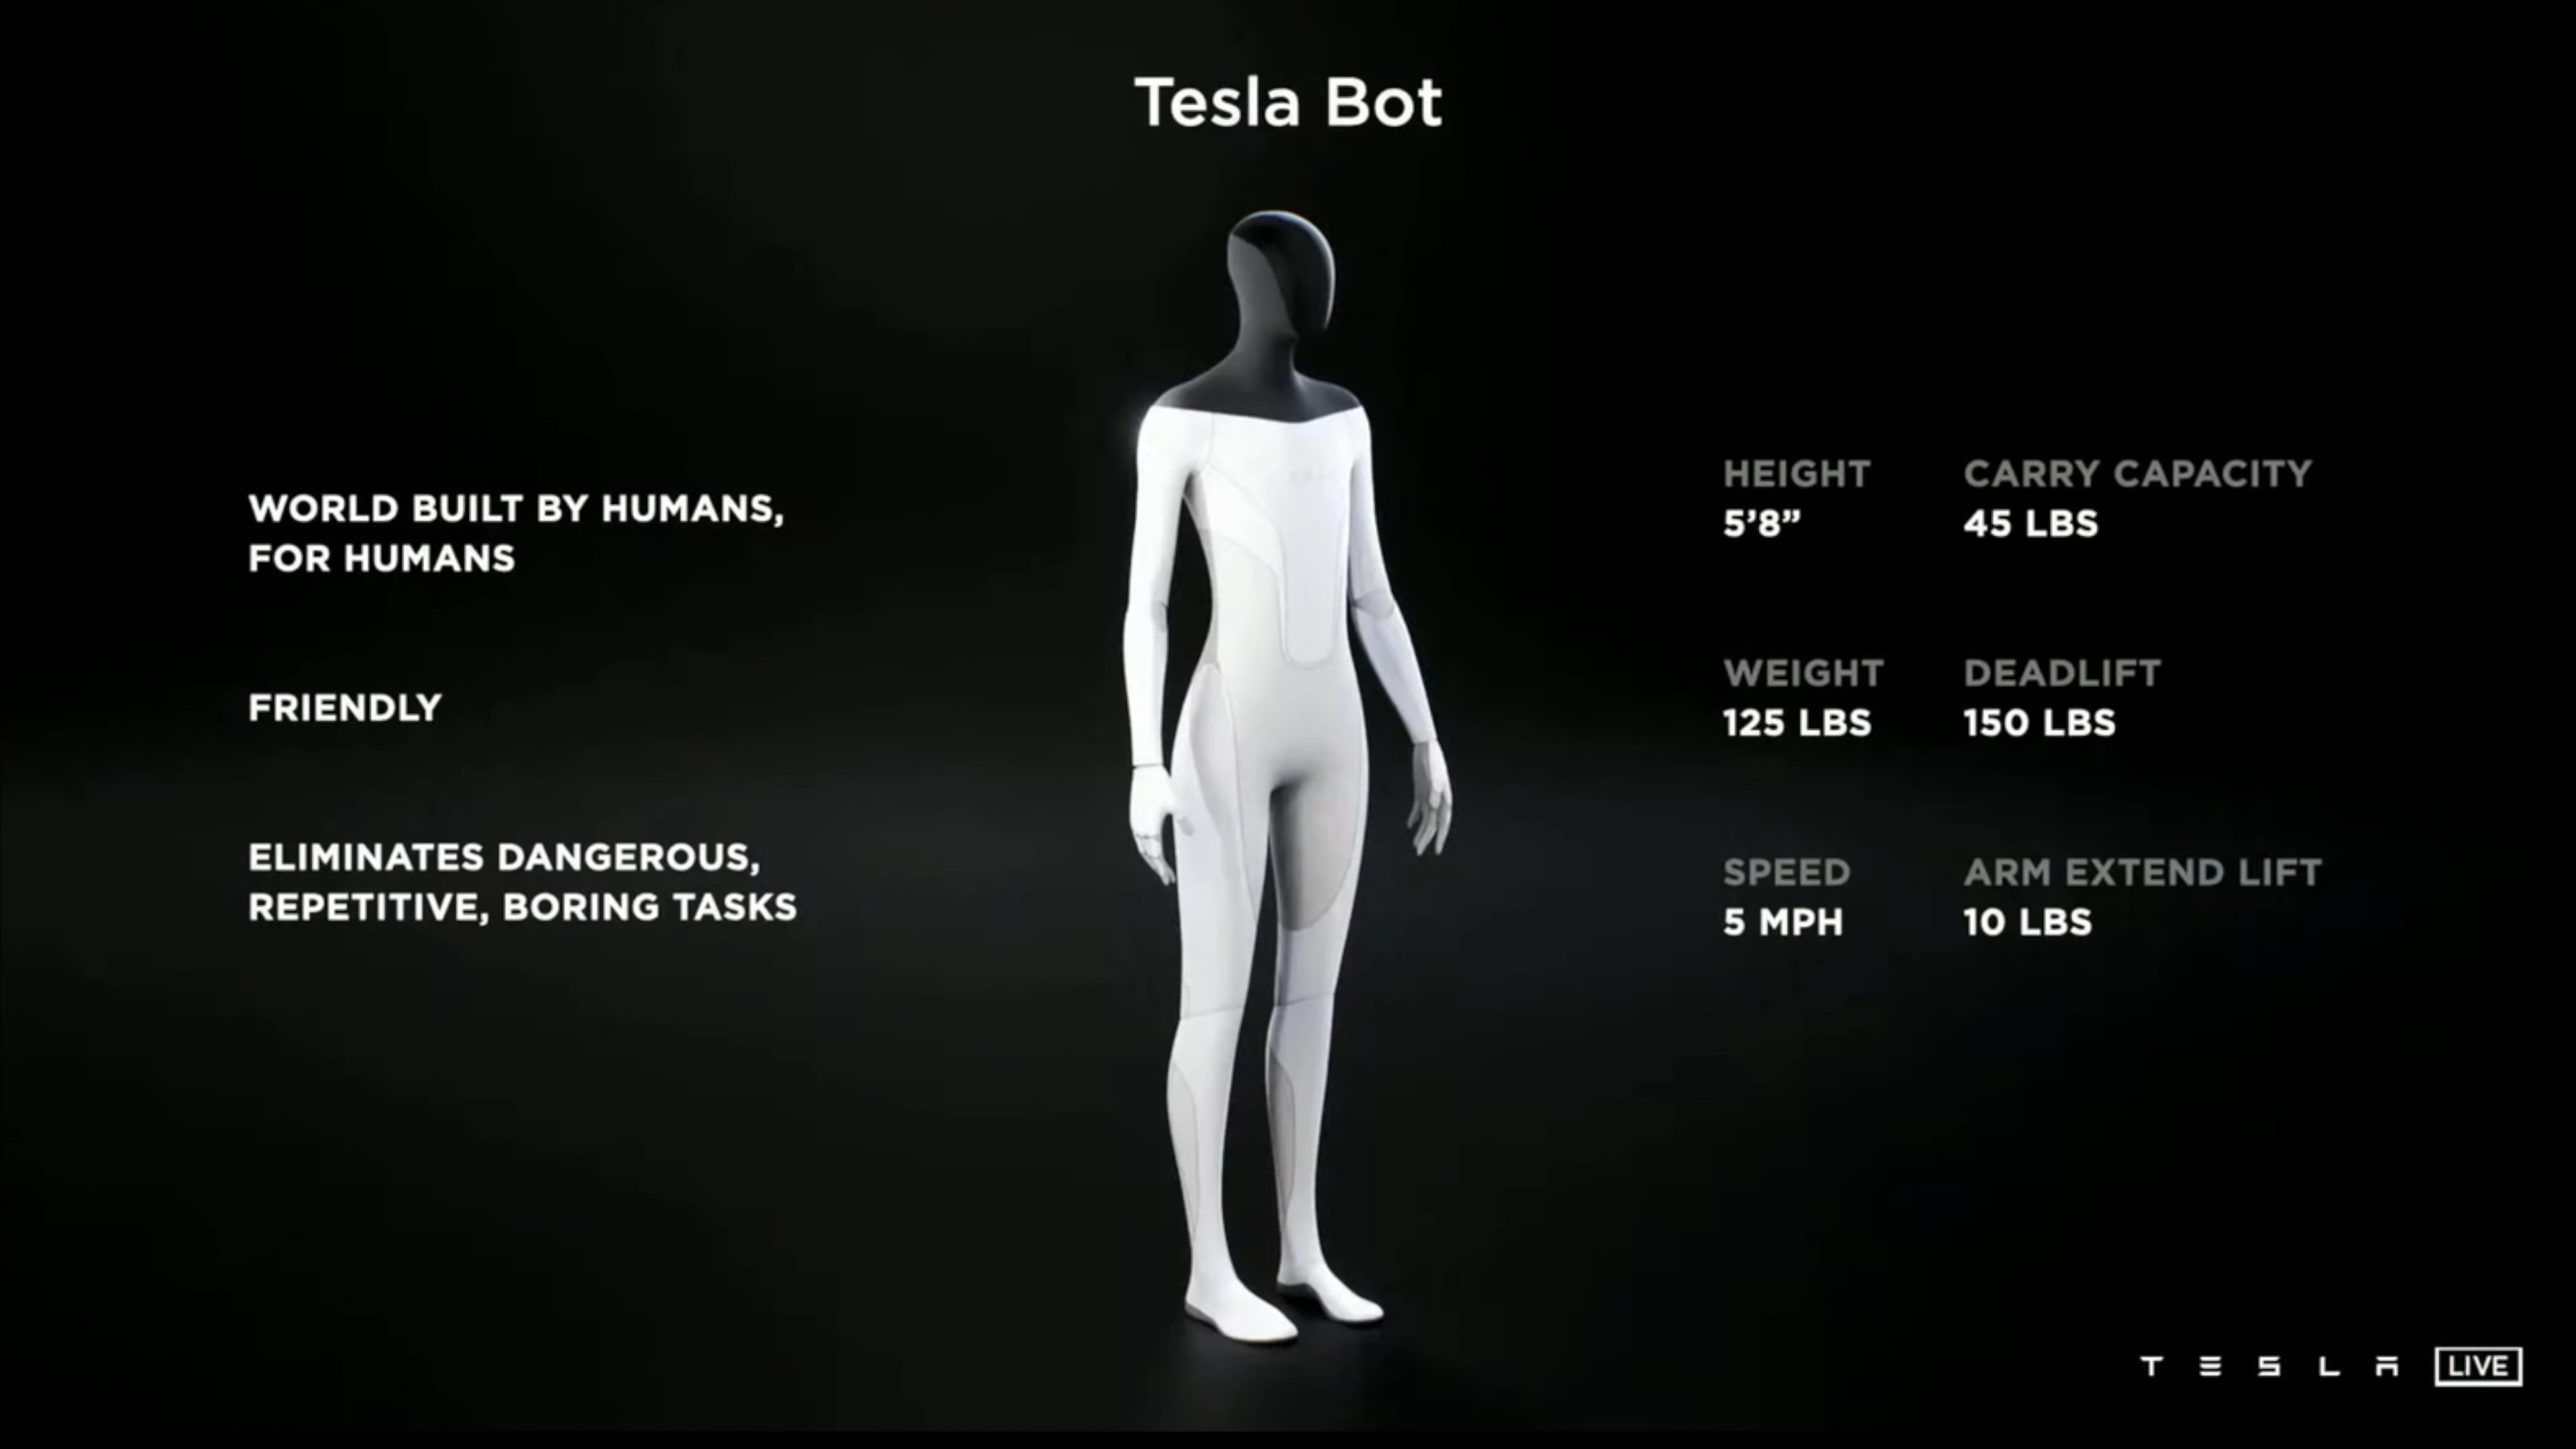 Tesla Bot
WORLD BUILT BY HUMANS,
FOR HUMANS
FRIENDLY
ELIMINATES DANGEROUS,
REPETITIVE, BORING TASKS
HEIGHT
5’8”
CARRY CAPACITY
45 LBS
WEIGHT
125 LBS
DEADLIFT
150 LBS
SPEED
5 MPH
ARM EXTEND LIFT
10 LBS
TESLA LIVE